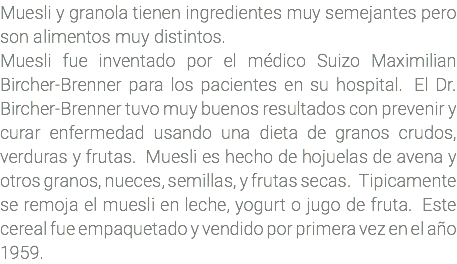 Muesli y granola tienen ingredientes muy semejantes pero
son alimentos muy distintos.
Muesli fue inventado por el médico Suizo Maximilian
Bircher-Brenner para los pacientes en su hospital. El Dr.
Bircher-Brenner tuvo muy buenos resultados con prevenir y
curar enfermedad usando una dieta de granos crudos,
verduras y frutas. Muesli es hecho de hojuelas de avena y
otros granos, nueces, semillas, y frutas secas. Tipicamente
se remoja el muesli en leche, yogurt o jugo de fruta. Este
cereal fue empaquetado y vendido por primera vez en el año
1959.